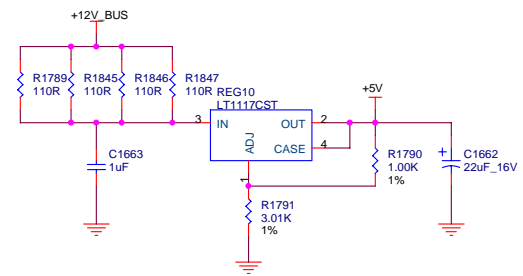 +12V_BUS
R1789
110R
R1845
110R
R1846
110R
R1847
110R
REG10
LT1117CST
+5V
3
IN
OUT
2
CASE
4
ADJ
1
C1663
1uF
R1790
1.00K
1%
C1662
22uF_16V
+
R1791
3.01K
1%